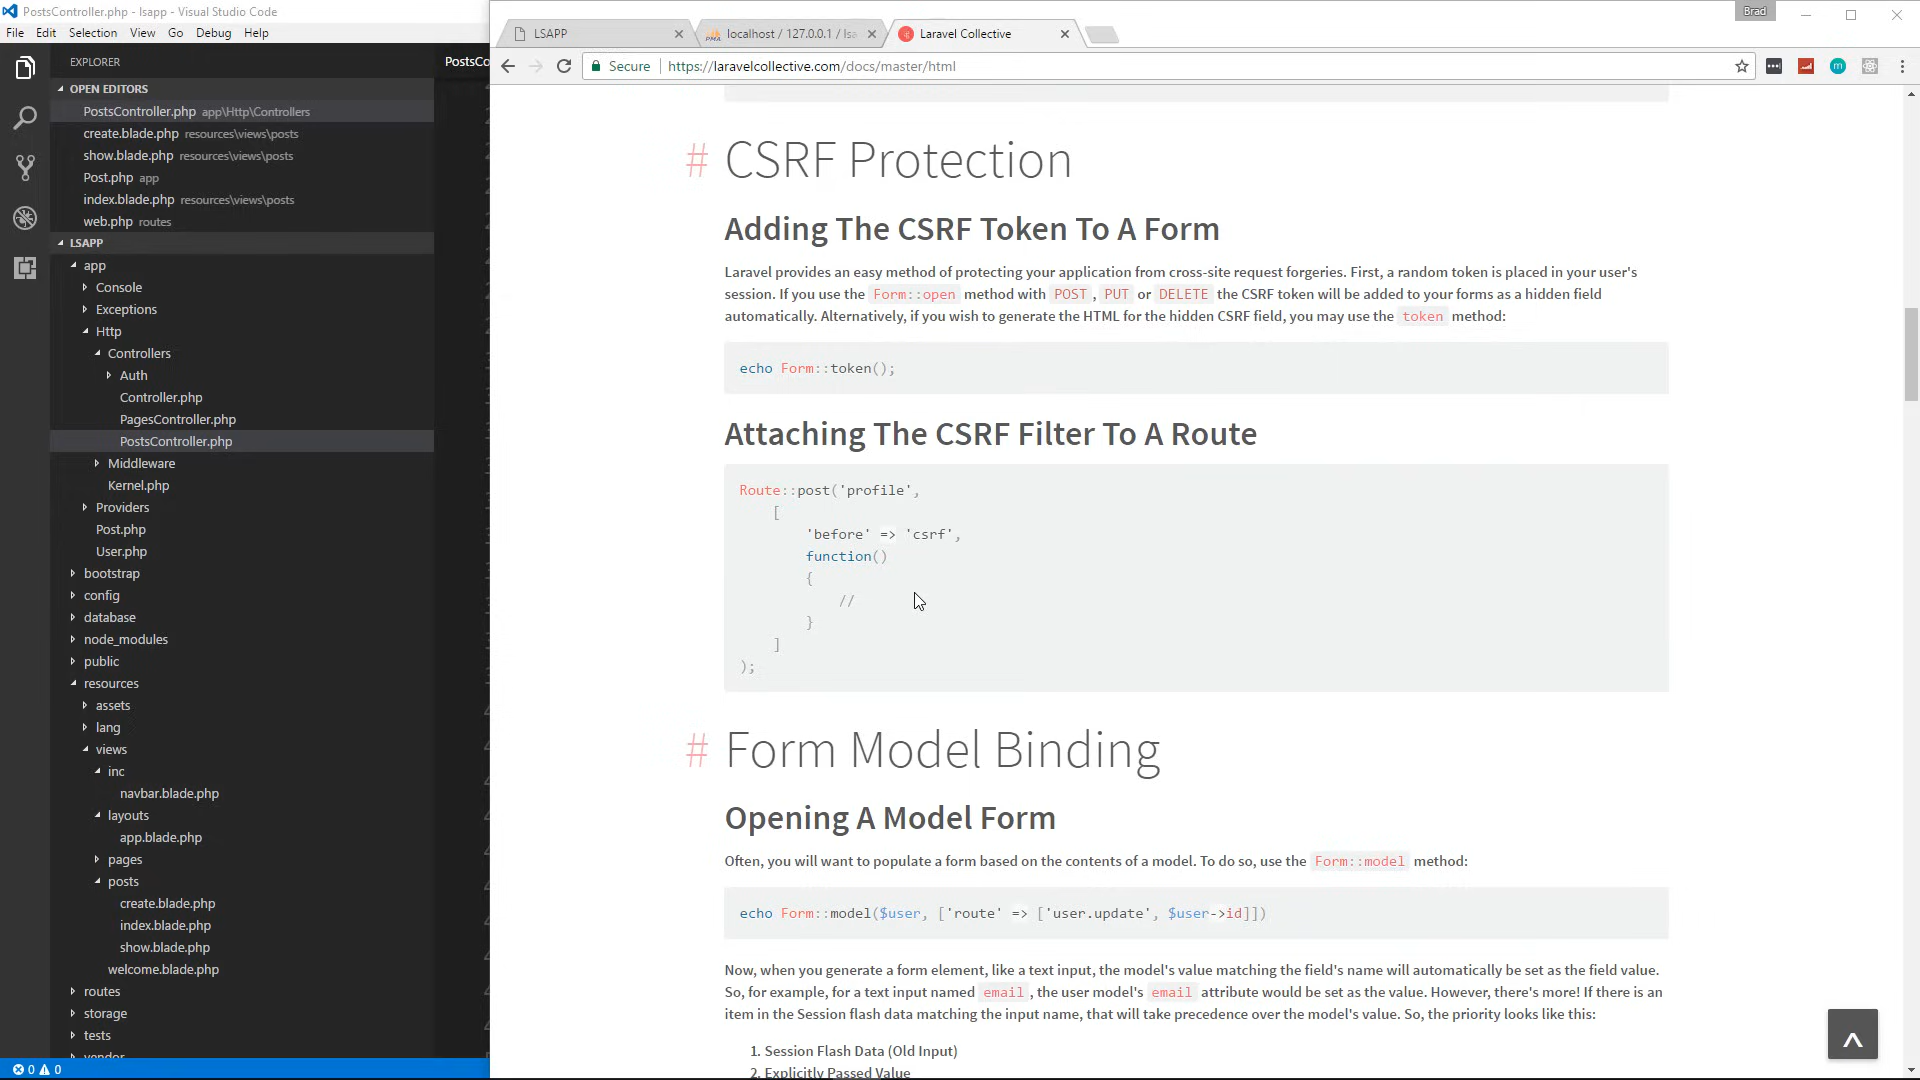 PostsController.php - lsapp - Visual Studio Code
File Edit Selection View Go Debug Help
EXPLORER
OPEN EDITORS
PostsController.php app\Http\Controllers
create.blade.php resources\views\posts
show.blade.php resources\views\posts
Post.php app
index.blade.php resources\views\posts
web.php routes
LSAPP
app
Console
Exceptions
Http
Controllers
Auth
Controller.php
PagesController.php
PostsController.php
Middleware
Kernel.php
Providers
Post.php
User.php
bootstrap
config
database
node_modules
public
resources
assets
lang
views
inc
navbar.blade.php
layouts
app.blade.php
pages
posts
create.blade.php
index.blade.php
show.blade.php
welcome.blade.php
routes
storage
tests
vendor
0 0
PostsCo
Brad
LSAPP
localhost / 127.0.0.1 / lsa
Laravel Collective
Secure https://laravelcollective.com/docs/master/html
# CSRF Protection
Adding The CSRF Token To A Form
Laravel provides an easy method of protecting your application from cross-site request forgeries. First, a random token is placed in your user's
session. If you use the Form::open method with POST, PUT or DELETE the CSRF token will be added to your forms as a hidden field
automatically. Alternatively, if you wish to generate the HTML for the hidden CSRF field, you may use the token method:
echo Form::token();
Attaching The CSRF Filter To A Route
Route::post('profile',
[
'before' => 'csrf',
function()
{
//
}
]
);
# Form Model Binding
Opening A Model Form
Often, you will want to populate a form based on the contents of a model. To do so, use the Form::model method:
echo Form::model($user, ['route' => ['user.update', $user->id]])
Now, when you generate a form element, like a text input, the model's value matching the field's name will automatically be set as the field value.
So, for example, for a text input named email, the user model's email attribute would be set as the value. However, there's more! If there is an
item in the Session flash data matching the input name, that will take precedence over the model's value. So, the priority looks like this:
1. Session Flash Data (Old Input)
2. Explicitly Passed Value